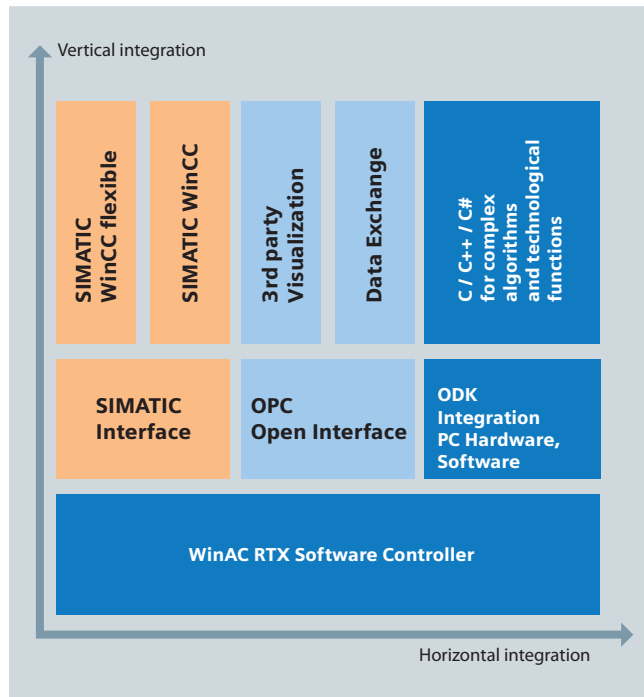 Vertical integration
SIMATIC
WinCC flexible
SIMATIC WinCC
3rd party
Visualization
Data Exchange
C / C++ / C#
for complex
algorithms
and technological
functions
SIMATIC
Interface
OPC
Open Interface
ODK
Integration
PC Hardware,
Software
WinAC RTX Software Controller
Horizontal integration